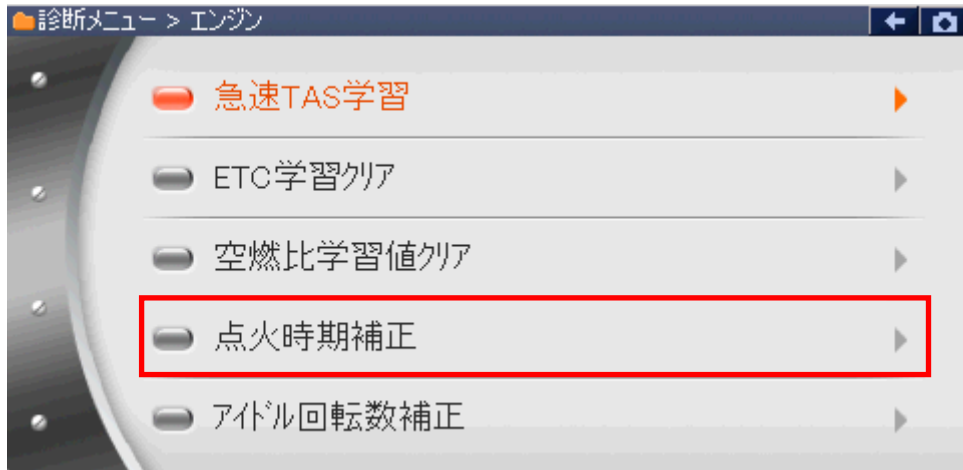 診断メニュー > エンジン
急速TAS学習
ETC学習ｸﾘｱ
空燃比学習値ｸﾘｱ
点火時期補正
ｱｲﾄﾞﾙ回転数補正